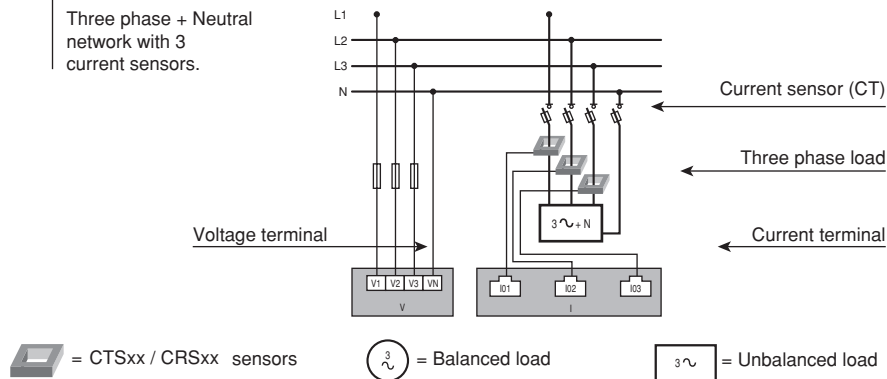 Three phase + Neutral
network with 3
current sensors.
L1
L2
L3
N
Current sensor (CT)
Three phase load
3 ∿ + N
Voltage terminal
Current terminal
V1 V2 V3 VN
V
I01 I02 I03
I
= CTSxx / CRSxx sensors
3
∿
= Balanced load
3 ∿
= Unbalanced load